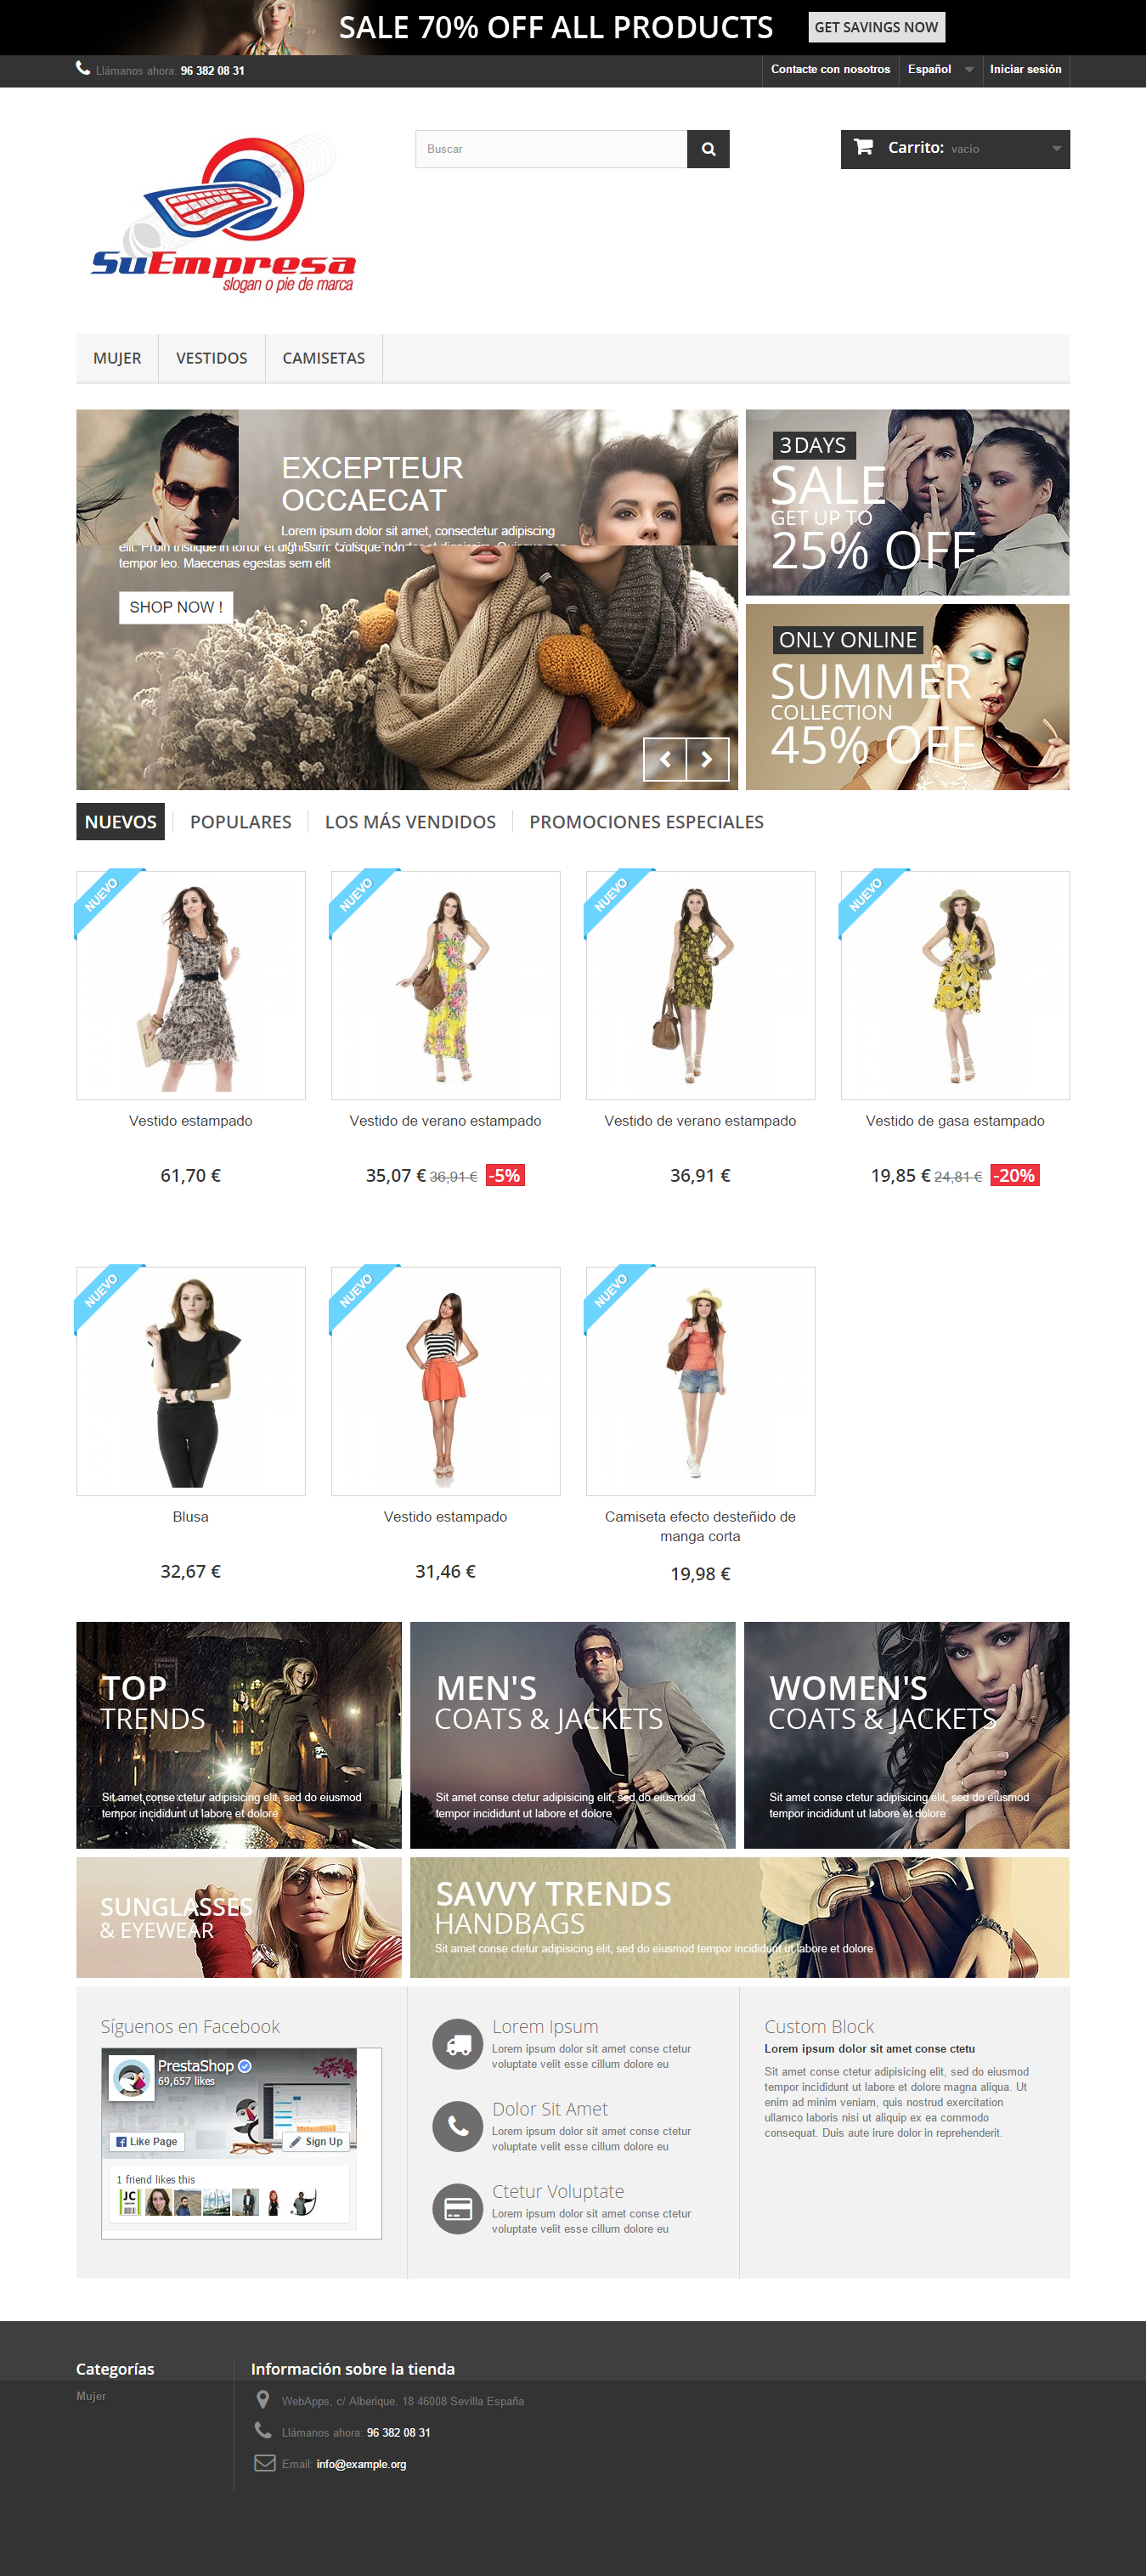 SALE 70% OFF ALL PRODUCTS
GET SAVINGS NOW
Llámanos ahora: 96 382 08 31
Contacte con nosotros
Español
Iniciar sesión
SuEmpresa
slogan o pie de marca
Buscar
Carrito: vacío
MUJER
VESTIDOS
CAMISETAS
EXCEPTEUR
OCCAECAT
Lorem ipsum dolor sit amet, consectetur adipiscing
elit. Proin tristique in tortor et dignissim. Quisque non
tempor leo. Maecenas egestas sem elit
SHOP NOW !
3 DAYS
SALE
GET UP TO
25% OFF
ONLY ONLINE
SUMMER
COLLECTION
45% OFF
NUEVOS
POPULARES
LOS MÁS VENDIDOS
PROMOCIONES ESPECIALES
NUEVO
NUEVO
NUEVO
NUEVO
Vestido estampado
Vestido de verano estampado
Vestido de verano estampado
Vestido de gasa estampado
61,70 €
35,07 € 36,91 € -5%
36,91 €
19,85 € 24,81 € -20%
NUEVO
NUEVO
NUEVO
Blusa
Vestido estampado
Camiseta efecto desteñido de
manga corta
32,67 €
31,46 €
19,98 €
TOP
TRENDS
Sit amet conse ctetur adipisicing elit, sed do eiusmod
tempor incididunt ut labore et dolore
MEN'S
COATS & JACKETS
Sit amet conse ctetur adipisicing elit, sed do eiusmod
tempor incididunt ut labore et dolore
WOMEN'S
COATS & JACKETS
Sit amet conse ctetur adipisicing elit, sed do eiusmod
tempor incididunt ut labore et dolore
SUNGLASSES
& EYEWEAR
SAVVY TRENDS
HANDBAGS
Sit amet conse ctetur adipisicing elit, sed do eiusmod tempor incididunt ut labore et dolore
Síguenos en Facebook
PrestaShop
69,657 likes
Like Page
Sign Up
1 friend likes this
JC
Lorem Ipsum
Lorem ipsum dolor sit amet conse ctetur
voluptate velit esse cillum dolore eu
Dolor Sit Amet
Lorem ipsum dolor sit amet conse ctetur
voluptate velit esse cillum dolore eu
Ctetur Voluptate
Lorem ipsum dolor sit amet conse ctetur
voluptate velit esse cillum dolore eu
Custom Block
Lorem ipsum dolor sit amet conse ctetu
Sit amet conse ctetur adipisicing elit, sed do eiusmod
tempor incididunt ut labore et dolore magna aliqua. Ut
enim ad minim veniam, quis nostrud exercitation
ullamco laboris nisi ut aliquip ex ea commodo
consequat. Duis aute irure dolor in reprehenderit.
Categorías
Mujer
Información sobre la tienda
WebApps, c/ Alberique, 18 46008 Sevilla España
Llámanos ahora: 96 382 08 31
Email: info@example.org